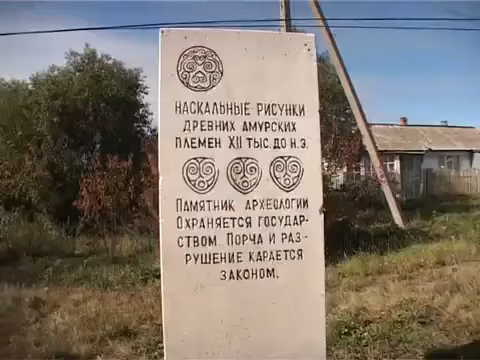 НАСКАЛЬНЫЕ РИСУНКИ
ДРЕВНИХ АМУРСКИХ
ПЛЕМЕН XII ТЫС. ДО Н.Э.
ПАМЯТНИК АРХЕОЛОГИИ
ОХРАНЯЕТСЯ ГОСУДАР-
СТВОМ. ПОРЧА И РАЗ-
РУШЕНИЕ КАРАЕТСЯ
ЗАКОНОМ.